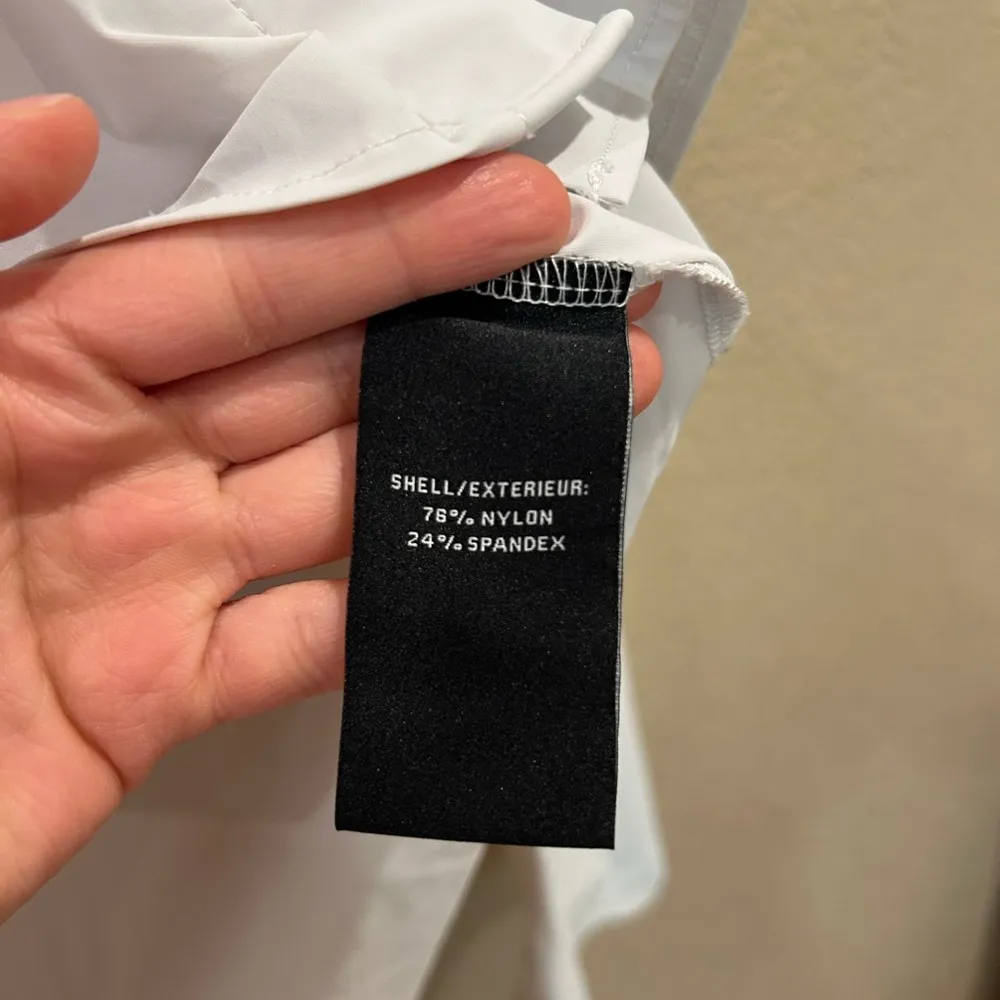 SHELL/EXTERIEUR:
76% NYLON
24% SPANDEX